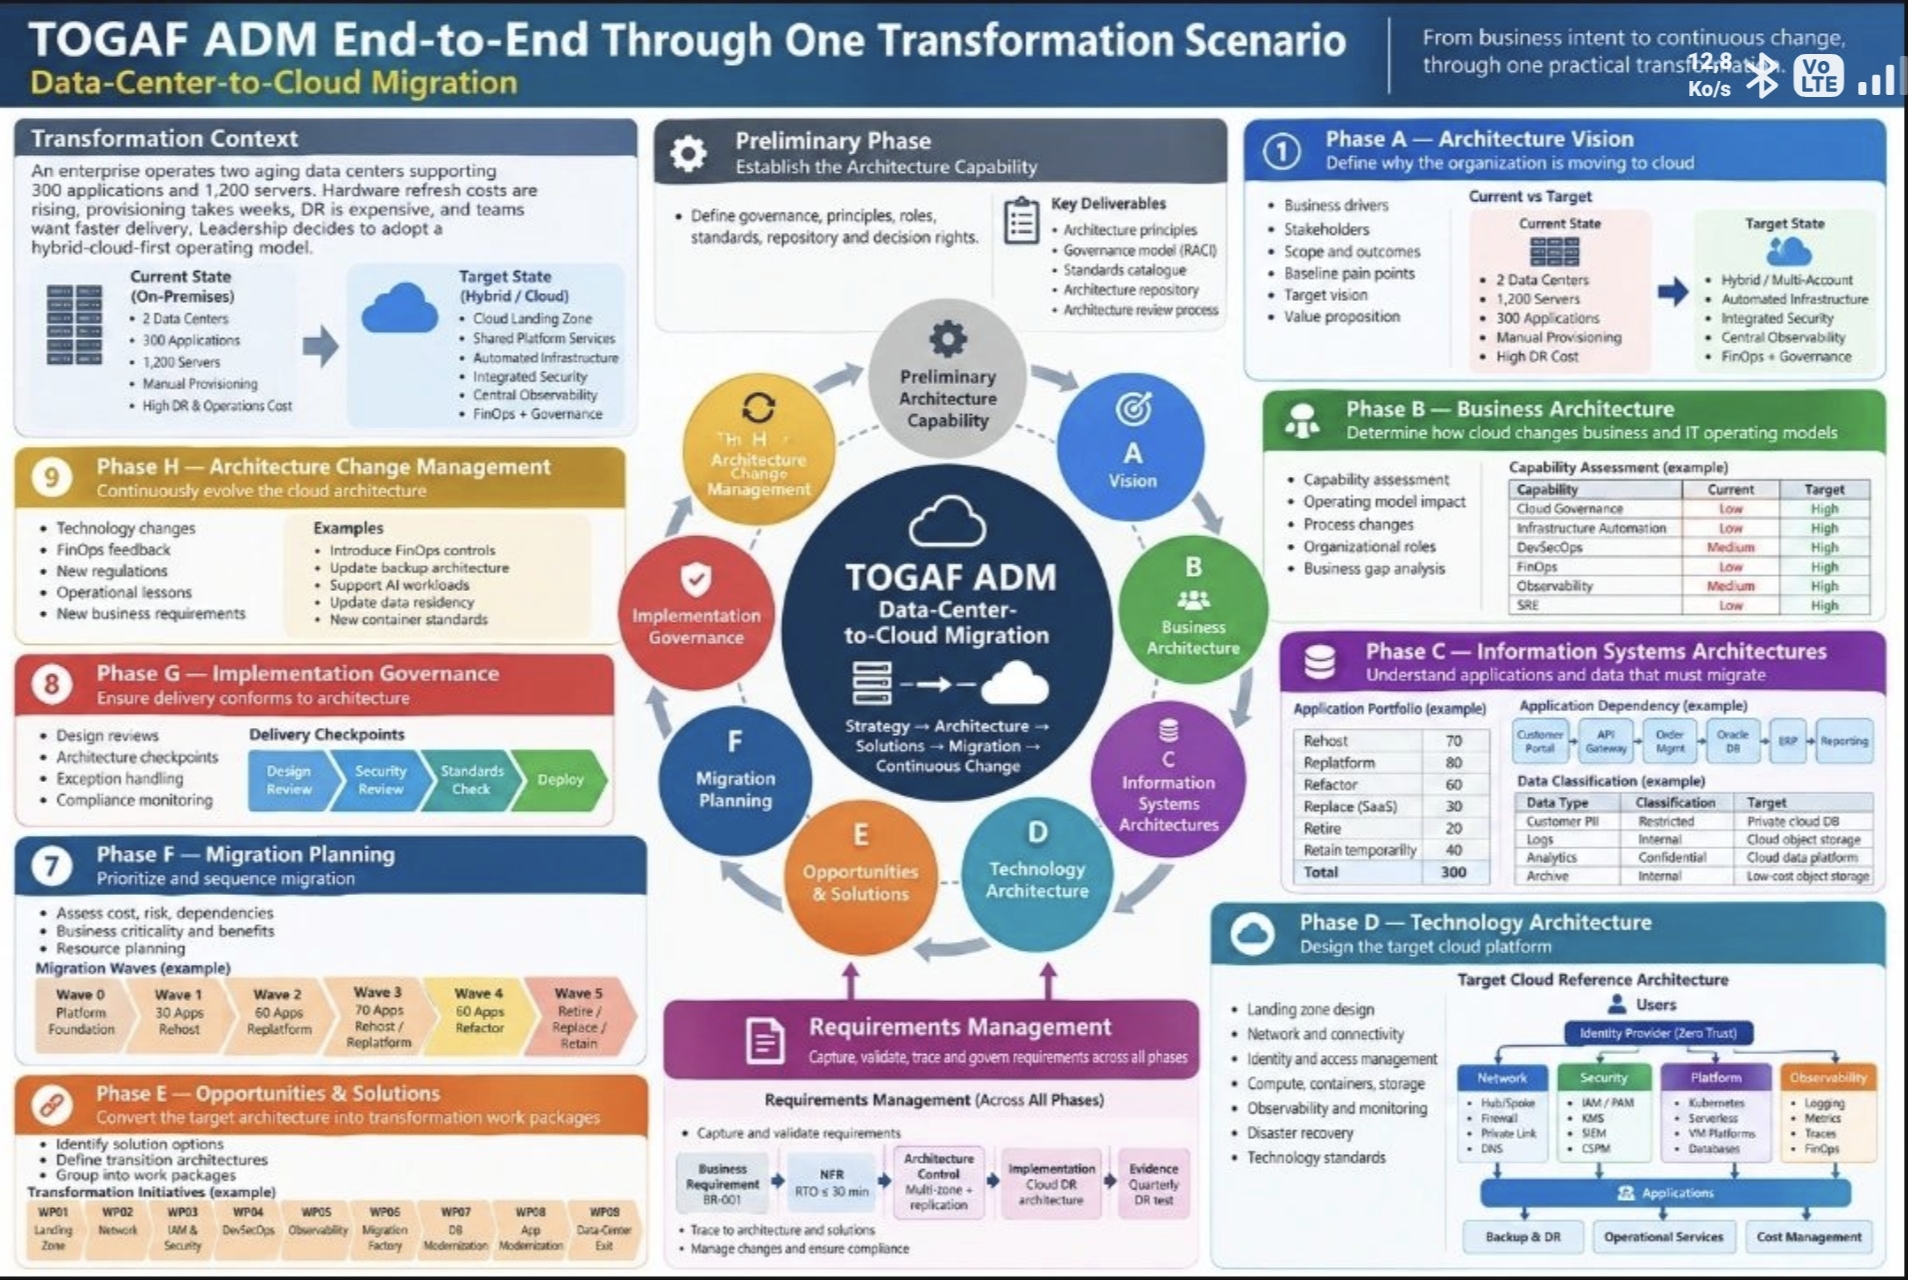 TOGAF ADM End-to-End Through One Transformation Scenario
Data-Center-to-Cloud Migration
From business intent to continuous change,
through one practical transformation.
12,8
Ko/s
Vo
LTE
Transformation Context
An enterprise operates two aging data centers supporting
300 applications and 1,200 servers. Hardware refresh costs are
rising, provisioning takes weeks, DR is expensive, and teams
want faster delivery. Leadership decides to adopt a
hybrid-cloud-first operating model.
Current State
(On-Premises)
• 2 Data Centers
• 300 Applications
• 1,200 Servers
• Manual Provisioning
• High DR & Operations Cost
Target State
(Hybrid / Cloud)
• Cloud Landing Zone
• Shared Platform Services
• Automated Infrastructure
• Integrated Security
• Central Observability
• FinOps + Governance
Preliminary Phase
Establish the Architecture Capability
• Define governance, principles, roles,
standards, repository and decision rights.
Key Deliverables
• Architecture principles
• Governance model (RACI)
• Standards catalogue
• Architecture repository
• Architecture review process
1
Phase A — Architecture Vision
Define why the organization is moving to cloud
• Business drivers
• Stakeholders
• Scope and outcomes
• Baseline pain points
• Target vision
• Value proposition
Current vs Target
Current State
• 2 Data Centers
• 1,200 Servers
• 300 Applications
• Manual Provisioning
• High DR Cost
Target State
• Hybrid / Multi-Account
• Automated Infrastructure
• Integrated Security
• Central Observability
• FinOps + Governance
Phase B — Business Architecture
Determine how cloud changes business and IT operating models
• Capability assessment
• Operating model impact
• Process changes
• Organizational roles
• Business gap analysis
Capability Assessment (example)
Capability Current Target
Cloud Governance Low High
Infrastructure Automation Low High
DevSecOps Medium High
FinOps Low High
Observability Medium High
SRE Low High
Phase C — Information Systems Architectures
Understand applications and data that must migrate
Application Portfolio (example)
Rehost 70
Replatform 80
Refactor 60
Replace (SaaS) 30
Retire 20
Retain temporarily 40
Total 300
Application Dependency (example)
Customer
Portal
API
Gateway
Order
Mgmt
Oracle
DB
ERP
Reporting
Data Classification (example)
Data Type Classification Target
Customer PII Restricted Private cloud DB
Logs Internal Cloud object storage
Analytics Confidential Cloud data platform
Archive Internal Low-cost object storage
Phase D — Technology Architecture
Design the target cloud platform
• Landing zone design
• Network and connectivity
• Identity and access management
• Compute, containers, storage
• Observability and monitoring
• Disaster recovery
• Technology standards
Target Cloud Reference Architecture
Users
Identity Provider (Zero Trust)
Network
• Hub/Spoke
• Firewall
• Private Link
• DNS
Security
• IAM / PAM
• KMS
• SIEM
• CSPM
Platform
• Kubernetes
• Serverless
• VM Platforms
• Databases
Observability
• Logging
• Metrics
• Traces
• FinOps
Applications
Backup & DR
Operational Services
Cost Management
Preliminary
Architecture
Capability
A
Vision
B
Business
Architecture
C
Information
Systems
Architectures
D
Technology
Architecture
E
Opportunities
& Solutions
F
Migration
Planning
Implementation
Governance
H
Architecture
Change
Management
TOGAF ADM
Data-Center-
to-Cloud Migration
Strategy → Architecture →
Solutions → Migration →
Continuous Change
9
Phase H — Architecture Change Management
Continuously evolve the cloud architecture
• Technology changes
• FinOps feedback
• New regulations
• Operational lessons
• New business requirements
Examples
• Introduce FinOps controls
• Update backup architecture
• Support AI workloads
• Update data residency
• New container standards
8
Phase G — Implementation Governance
Ensure delivery conforms to architecture
• Design reviews
• Architecture checkpoints
• Exception handling
• Compliance monitoring
Delivery Checkpoints
Design
Review
Security
Review
Standards
Check
Deploy
7
Phase F — Migration Planning
Prioritize and sequence migration
• Assess cost, risk, dependencies
• Business criticality and benefits
• Resource planning
Migration Waves (example)
Wave 0
Platform
Foundation
Wave 1
30 Apps
Rehost
Wave 2
60 Apps
Replatform
Wave 3
70 Apps
Rehost /
Replatform
Wave 4
60 Apps
Refactor
Wave 5
Retire /
Replace /
Retain
Phase E — Opportunities & Solutions
Convert the target architecture into transformation work packages
• Identify solution options
• Define transition architectures
• Group into work packages
Transformation Initiatives (example)
WP01
Landing
Zone
WP02
Network
WP03
IAM &
Security
WP04
DevSecOps
WP05
Observability
WP06
Migration
Factory
WP07
DB
Modernization
WP08
App
Modernization
WP09
Data-Center
Exit
Requirements Management
Capture, validate, trace and govern requirements across all phases
Requirements Management (Across All Phases)
• Capture and validate requirements
Business
Requirement
BR-001
NFR
RTO ≤ 30 min
Architecture
Control
Multi-zone +
replication
Implementation
Cloud DR
architecture
Evidence
Quarterly
DR test
• Trace to architecture and solutions
• Manage changes and ensure compliance